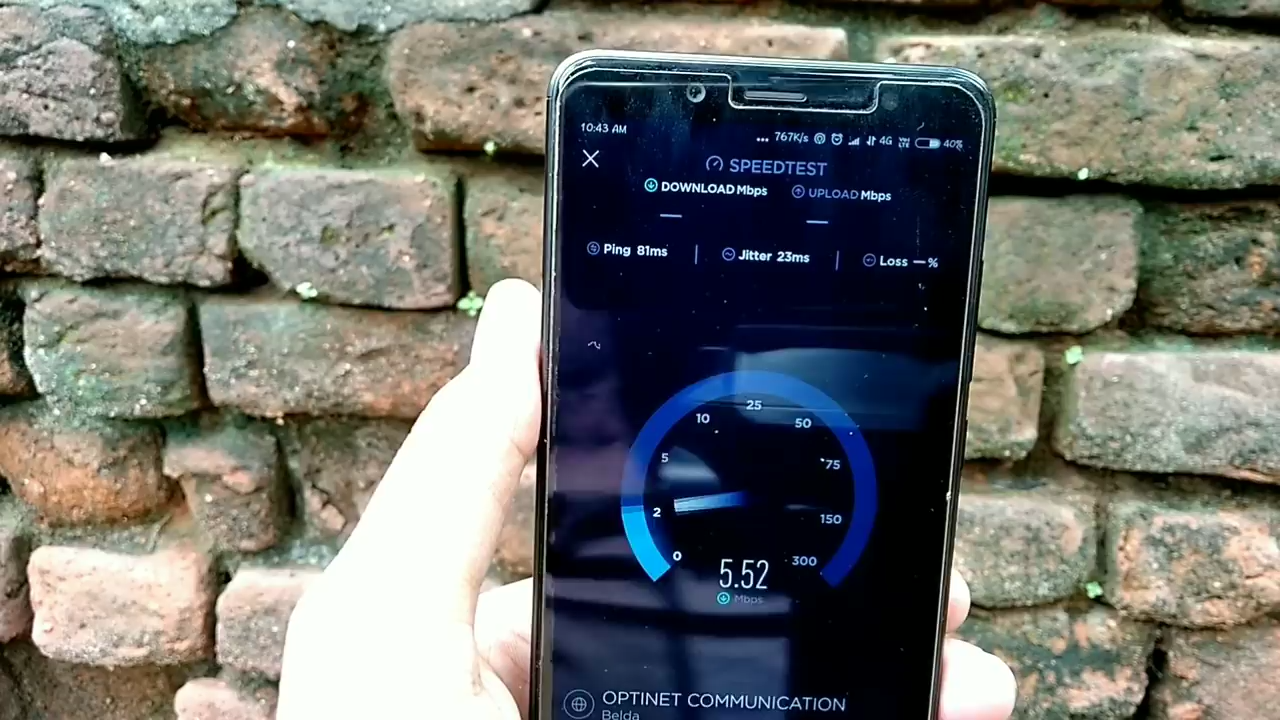 10:43 AM ... 767K/s 4G VoLTE 40%
SPEEDTEST
DOWNLOAD Mbps UPLOAD Mbps
— —
Ping 81ms Jitter 23ms Loss — %
25
10 50
5 75
2 150
0 300
5.52
Mbps
OPTINET COMMUNICATION
Belda